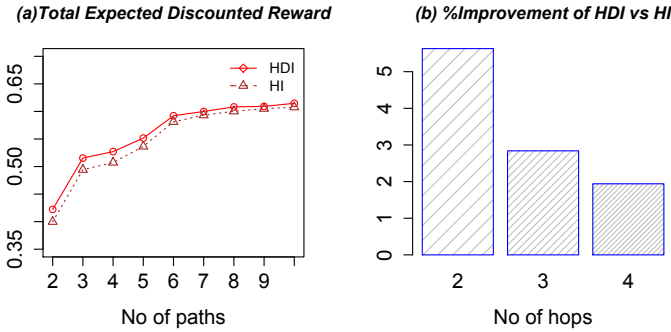 (a)Total Expected Discounted Reward
0.65
0.50
0.35
HDI
HI
2 3 4 5 6 7 8 9
No of paths
(b) %Improvement of HDI vs HI
5
4
3
2
1
0
2 3 4
No of hops